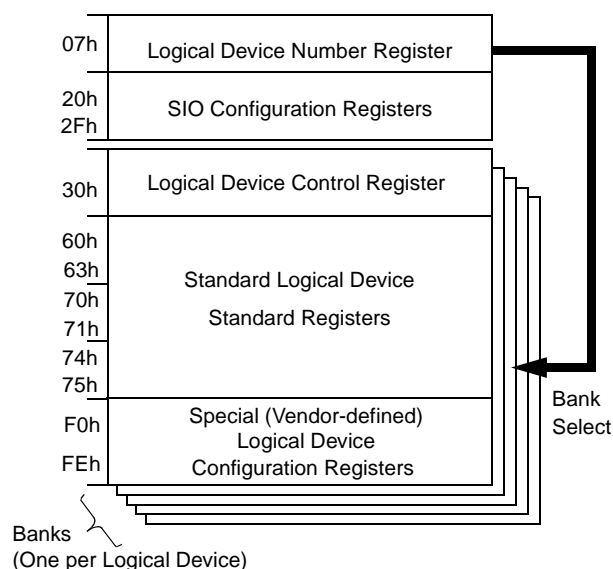 07h
Logical Device Number Register
20h
SIO Configuration Registers
2Fh
30h
Logical Device Control Register
60h
63h
Standard Logical Device
70h
Standard Registers
71h
74h
75h
Bank
Select
F0h
Special (Vendor-defined)
Logical Device
FEh
Configuration Registers
Banks
(One per Logical Device)